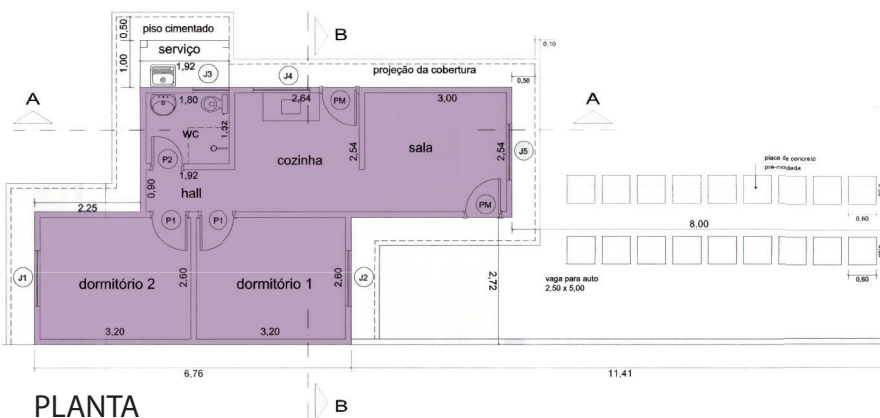 B
0,50
piso cimentado
serviço
1,00
1,92
J3
J4
projeção da cobertura
0,10
0,50
A
A
1,80
2,64
PM
3,00
WC
1,32
cozinha
2,54
sala
2,54
J5
P2
1,92
0,90
hall
placa de concreto
pré-moldada
2,25
P1
P1
PM
0,60
8,00
J1
dormitório 2
2,60
dormitório 1
2,60
J2
2,72
vaga para auto
2,50 x 5,00
0,60
3,20
3,20
6,76
11,41
PLANTA
B